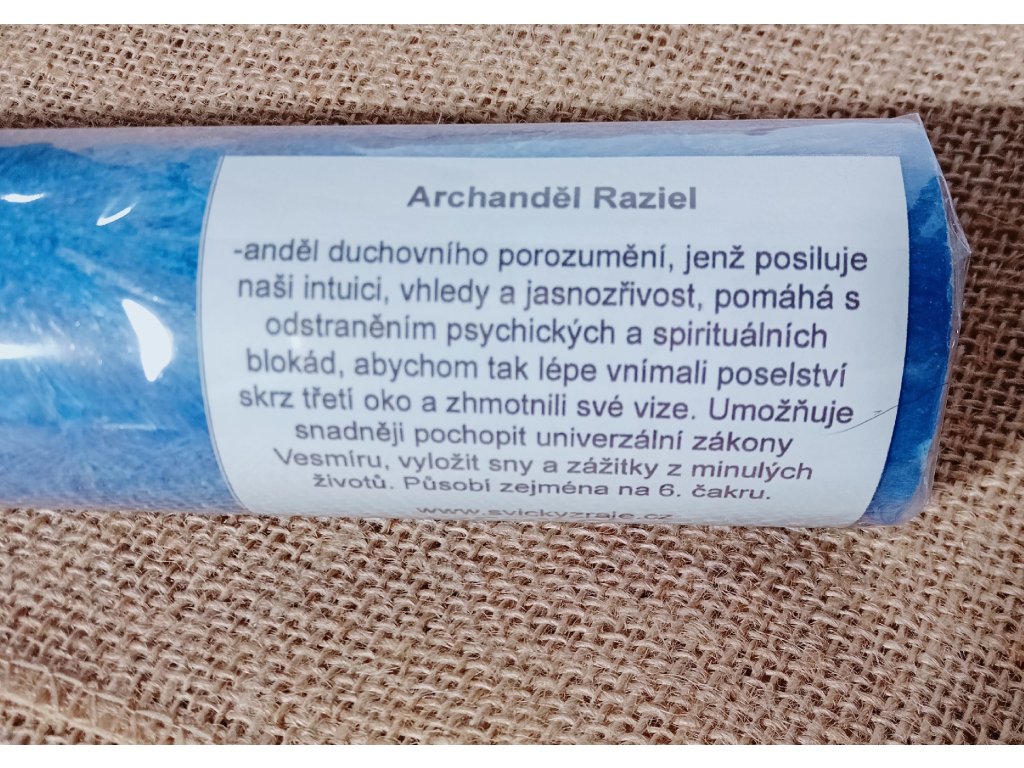 Archanděl Raziel
-anděl duchovního porozumění, jenž posiluje
naši intuici, vhledy a jasnozřivost, pomáhá s
odstraněním psychických a spirituálních
blokád, abychom tak lépe vnímali poselství
skrz třetí oko a zhmotnili své vize. Umožňuje
snadněji pochopit univerzální zákony
Vesmíru, vyložit sny a zážitky z minulých
životů. Působí zejména na 6. čakru.
www.svickyzraje.cz